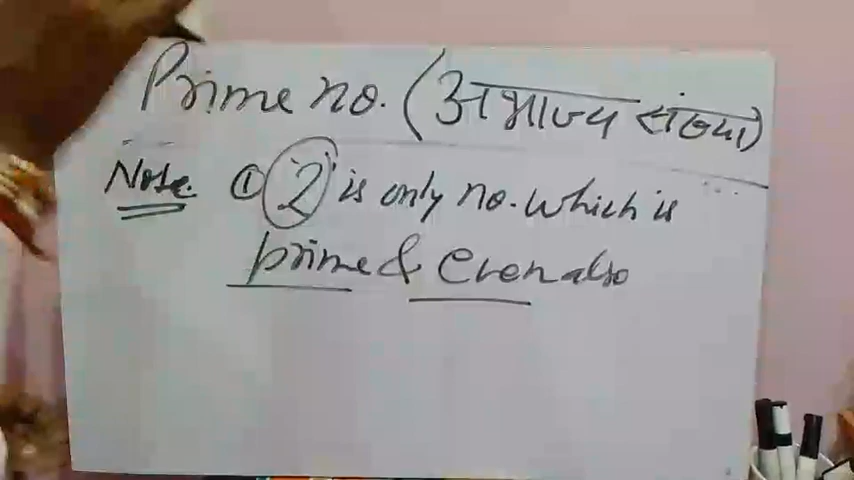 Prime no. (अभाज्य संख्या)
Note. ① 2 is only no. which is
prime & even also